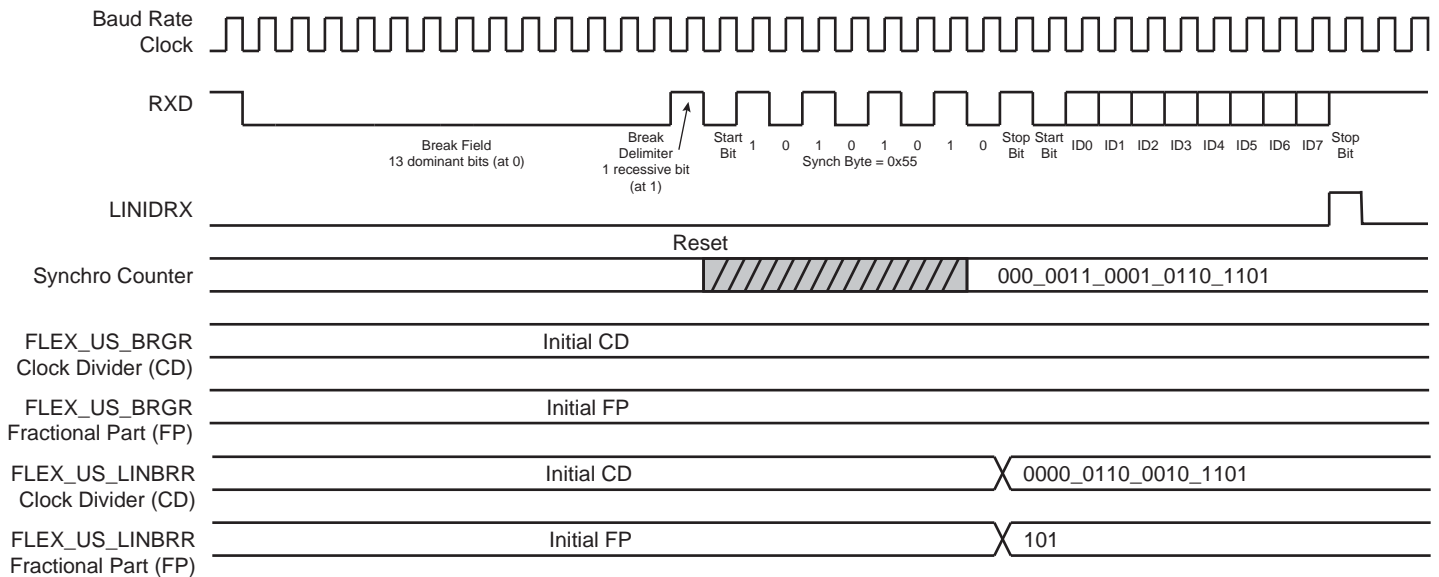 Baud Rate
Clock
RXD
Break Field
13 dominant bits (at 0)
Break
Delimiter
1 recessive bit
(at 1)
Start
Bit
1 0 1 0 1 0 1 0
Synch Byte = 0x55
Stop
Bit
Start
Bit
ID0 ID1 ID2 ID3 ID4 ID5 ID6 ID7
Stop
Bit
LINIDRX
Reset
Synchro Counter
000_0011_0001_0110_1101
FLEX_US_BRGR
Clock Divider (CD)
Initial CD
FLEX_US_BRGR
Fractional Part (FP)
Initial FP
FLEX_US_LINBRR
Clock Divider (CD)
Initial CD
0000_0110_0010_1101
FLEX_US_LINBRR
Fractional Part (FP)
Initial FP
101